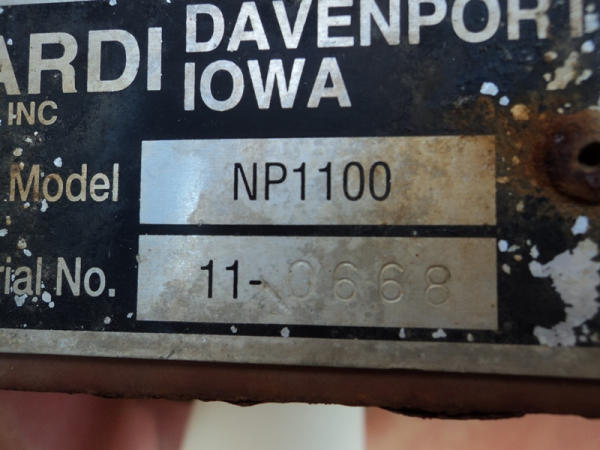 ARDI DAVENPORT
INC IOWA
Model NP1100
rial No. 11-0668